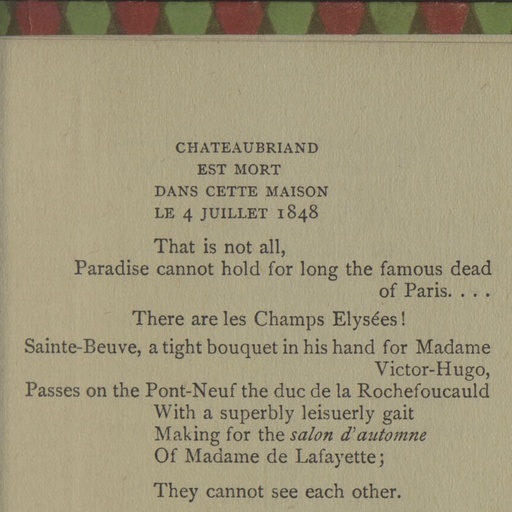 CHATEAUBRIAND
EST MORT
DANS CETTE MAISON
LE 4 JUILLET 1848
That is not all,
Paradise cannot hold for long the famous dead
of Paris. . . .
There are les Champs Elysées!
Sainte-Beuve, a tight bouquet in his hand for Madame
Victor-Hugo,
Passes on the Pont-Neuf the duc de la Rochefoucauld
With a superbly leisuerly gait
Making for the salon d'automne
Of Madame de Lafayette;
They cannot see each other.